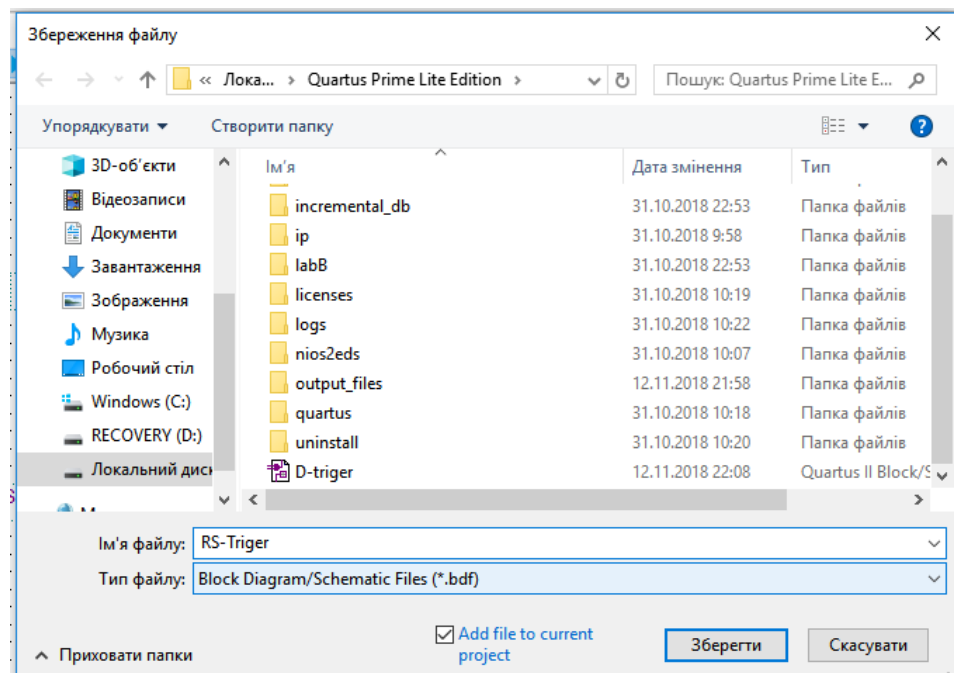 Збереження файлу
« Лока... › Quartus Prime Lite Edition ›
Пошук: Quartus Prime Lite E...
Упорядкувати
Створити папку
?
3D-об'єкти
Відеозаписи
Документи
Завантаження
Зображення
Музика
Робочий стіл
Windows (C:)
RECOVERY (D:)
Локальний диск
Ім'я Дата змінення Тип
incremental_db 31.10.2018 22:53 Папка файлів
ip 31.10.2018 9:58 Папка файлів
labB 31.10.2018 22:53 Папка файлів
licenses 31.10.2018 10:19 Папка файлів
logs 31.10.2018 10:22 Папка файлів
nios2eds 31.10.2018 10:07 Папка файлів
output_files 12.11.2018 21:58 Папка файлів
quartus 31.10.2018 10:18 Папка файлів
uninstall 31.10.2018 10:20 Папка файлів
D-triger 12.11.2018 22:08 Quartus II Block/S
Ім'я файлу: RS-Triger
Тип файлу: Block Diagram/Schematic Files (*.bdf)
Add file to current
project
Приховати папки
Зберегти
Скасувати